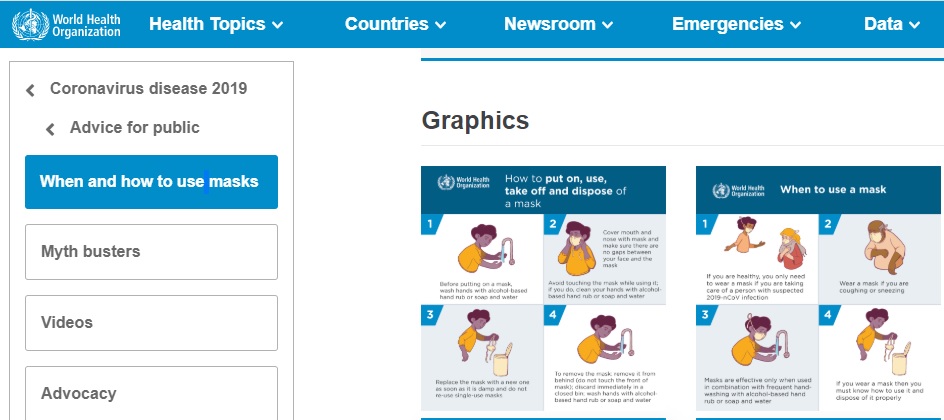 World Health
Organization
Health Topics
Countries
Newsroom
Emergencies
Data
Coronavirus disease 2019
Advice for public
When and how to use masks
Myth busters
Videos
Advocacy
Graphics
World Health
Organization
How to put on, use,
take off and dispose of
a mask
1
Before putting on a mask,
wash hands with alcohol-based
hand rub or soap and water
2
Cover mouth and
nose with mask and
make sure there are
no gaps between
your face and the
mask
Avoid touching the mask while using it;
if you do, clean your hands with alcohol-
based hand rub or soap and water
3
Replace the mask with a new one
as soon as it is damp and do not
re-use single-use masks
4
To remove the mask: remove it from
behind (do not touch the front of
mask); discard immediately in a
closed bin; wash hands with alcohol-
based hand rub or soap and water
World Health
Organization
When to use a mask
1
If you are healthy, you only need
to wear a mask if you are taking
care of a person with suspected
2019-nCoV infection
2
Wear a mask if you are
coughing or sneezing
3
Masks are effective only when used
in combination with frequent hand-
washing with alcohol-based hand
rub or soap and water
4
If you wear a mask then you
must know how to use it and
dispose of it properly